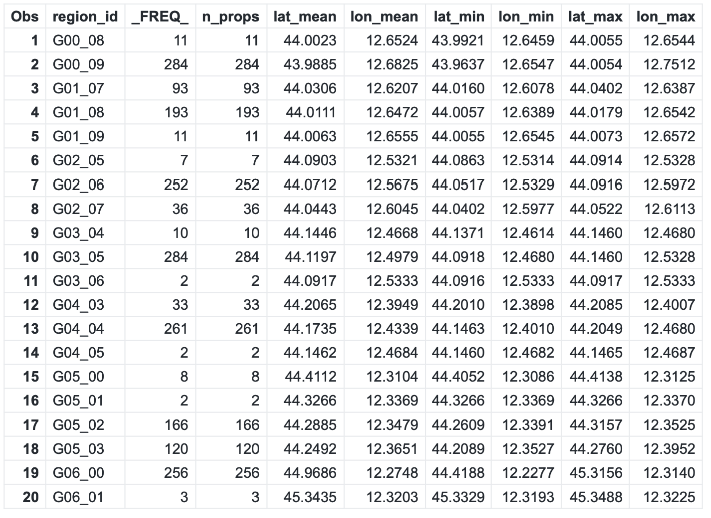 Obs region_id _FREQ_ n_props lat_mean lon_mean lat_min lon_min lat_max lon_max
1 G00_08 11 11 44.0023 12.6524 43.9921 12.6459 44.0055 12.6544
2 G00_09 284 284 43.9885 12.6825 43.9637 12.6547 44.0054 12.7512
3 G01_07 93 93 44.0306 12.6207 44.0160 12.6078 44.0402 12.6387
4 G01_08 193 193 44.0111 12.6472 44.0057 12.6389 44.0179 12.6542
5 G01_09 11 11 44.0063 12.6555 44.0055 12.6545 44.0073 12.6572
6 G02_05 7 7 44.0903 12.5321 44.0863 12.5314 44.0914 12.5328
7 G02_06 252 252 44.0712 12.5675 44.0517 12.5329 44.0916 12.5972
8 G02_07 36 36 44.0443 12.6045 44.0402 12.5977 44.0522 12.6113
9 G03_04 10 10 44.1446 12.4668 44.1371 12.4614 44.1460 12.4680
10 G03_05 284 284 44.1197 12.4979 44.0918 12.4680 44.1460 12.5328
11 G03_06 2 2 44.0917 12.5333 44.0916 12.5333 44.0917 12.5333
12 G04_03 33 33 44.2065 12.3949 44.2010 12.3898 44.2085 12.4007
13 G04_04 261 261 44.1735 12.4339 44.1463 12.4010 44.2049 12.4680
14 G04_05 2 2 44.1462 12.4684 44.1460 12.4682 44.1465 12.4687
15 G05_00 8 8 44.4112 12.3104 44.4052 12.3086 44.4138 12.3125
16 G05_01 2 2 44.3266 12.3369 44.3266 12.3369 44.3266 12.3370
17 G05_02 166 166 44.2885 12.3479 44.2609 12.3391 44.3157 12.3525
18 G05_03 120 120 44.2492 12.3651 44.2089 12.3527 44.2760 12.3952
19 G06_00 256 256 44.9686 12.2748 44.4188 12.2277 45.3156 12.3140
20 G06_01 3 3 45.3435 12.3203 45.3329 12.3193 45.3488 12.3225